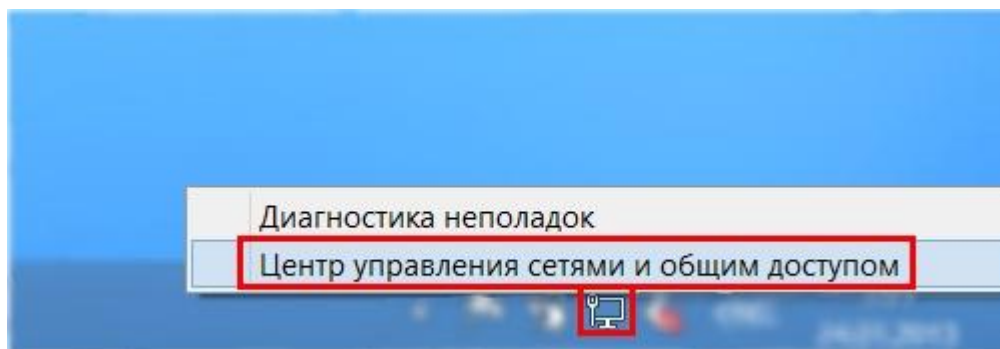 Диагностика неполадок
Центр управления сетями и общим доступом